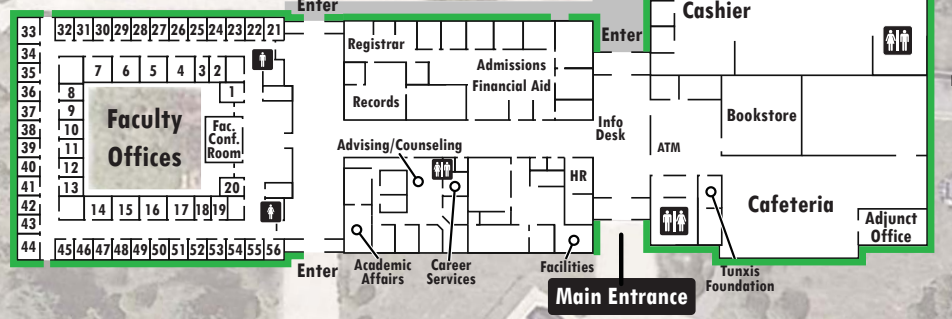 Enter
Cashier
33
32 31 30 29 28 27 26 25 24 23 22 21
Enter
Registrar
34
35
7 6 5 4 3 2
Admissions
Financial Aid
36
8
1
37
9
Records
Bookstore
38
10
Faculty
Offices
Fac.
Conf.
Room
Info
Desk
39
11
Advising/Counseling
ATM
40
12
41
13
20
HR
42
14 15 16 17 18 19
Cafeteria
43
Adjunct
Office
44
45 46 47 48 49 50 51 52 53 54 55 56
Enter
Academic
Affairs
Career
Services
Facilities
Tunxis
Foundation
Main Entrance